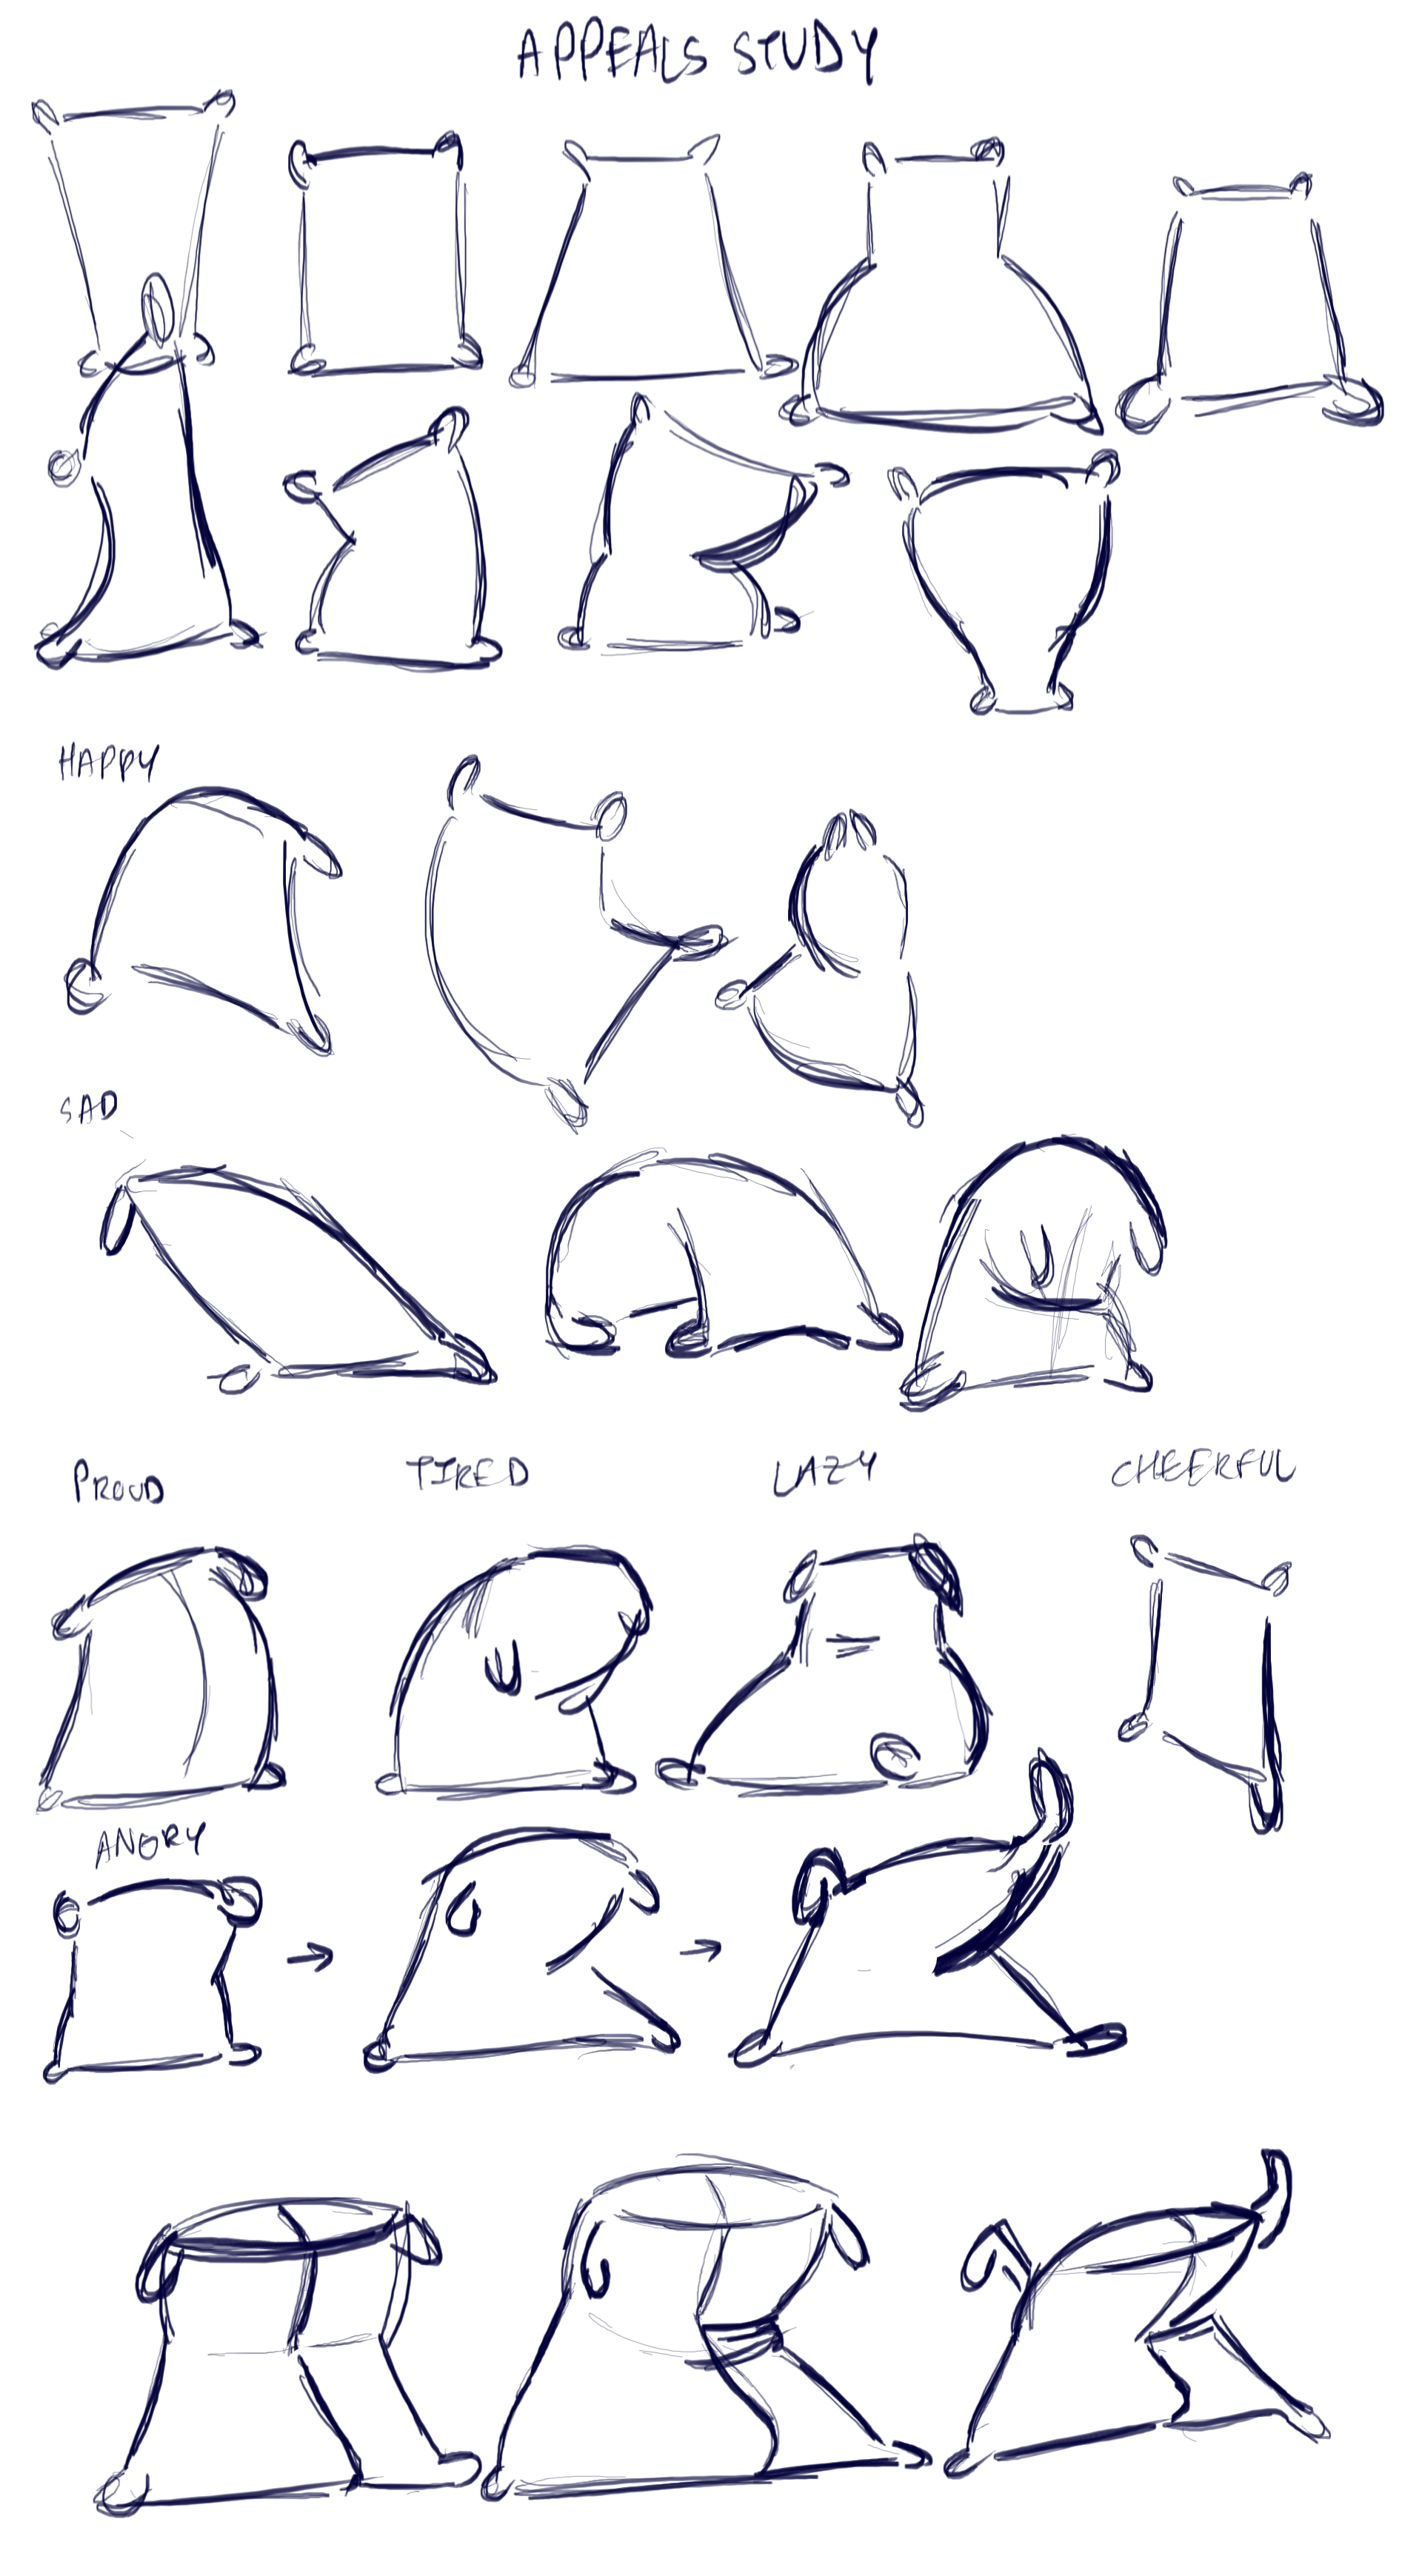 APPEALS STUDY
HAPPY
SAD
PROUD
TIRED
LAZY
CHEERFUL
ANGRY